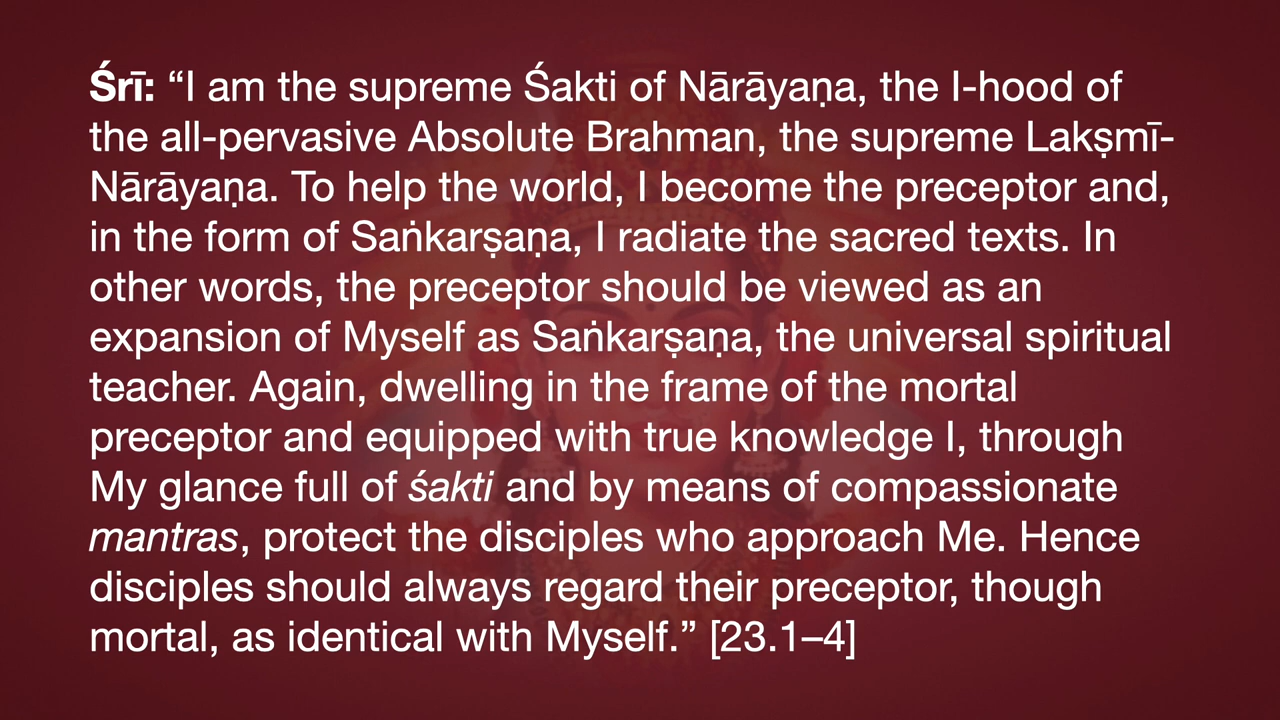 Śrī: “I am the supreme Śakti of Nārāyaṇa, the I-hood of
the all-pervasive Absolute Brahman, the supreme Lakṣmī-
Nārāyaṇa. To help the world, I become the preceptor and,
in the form of Saṅkarṣaṇa, I radiate the sacred texts. In
other words, the preceptor should be viewed as an
expansion of Myself as Saṅkarṣaṇa, the universal spiritual
teacher. Again, dwelling in the frame of the mortal
preceptor and equipped with true knowledge I, through
My glance full of śakti and by means of compassionate
mantras, protect the disciples who approach Me. Hence
disciples should always regard their preceptor, though
mortal, as identical with Myself.” [23.1–4]